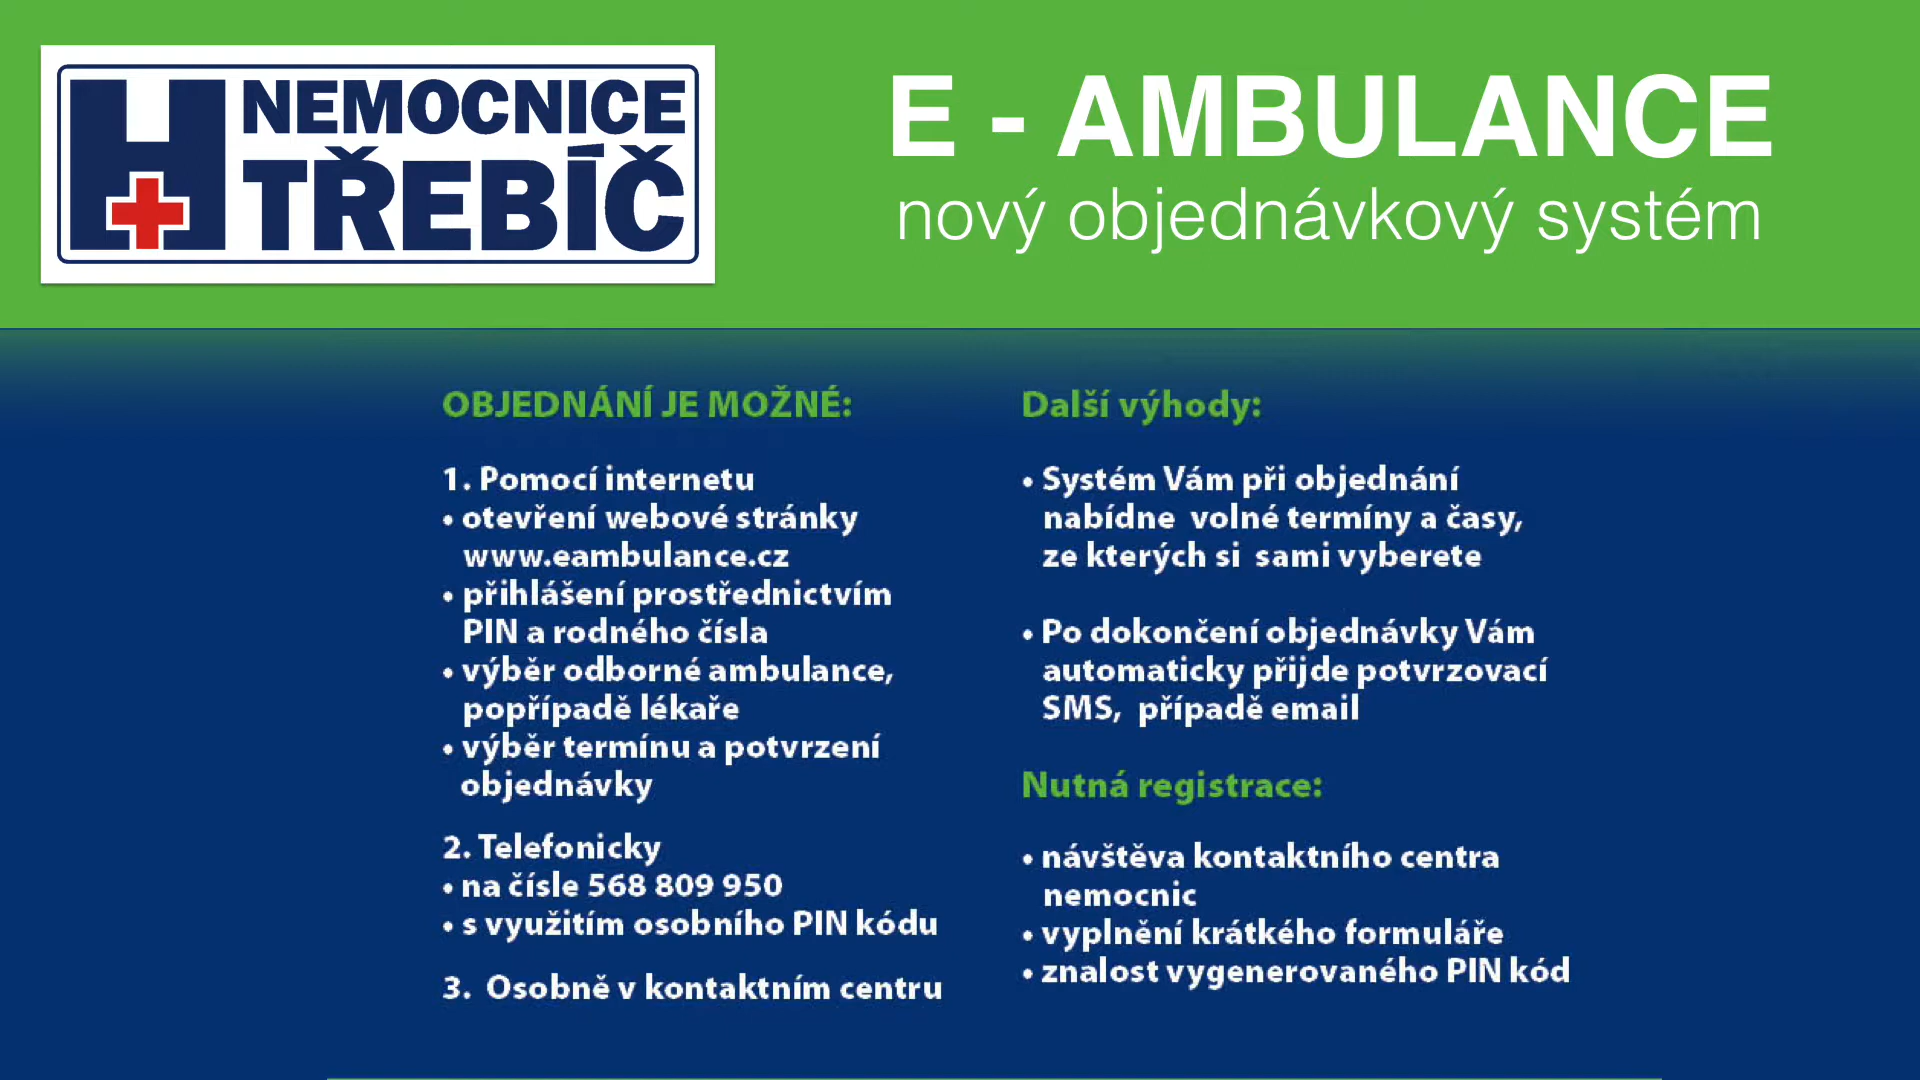 NEMOCNICE
TŘEBÍČ
E - AMBULANCE
nový objednávkový systém
OBJEDNÁNÍ JE MOŽNÉ:
1. Pomocí internetu
• otevření webové stránky
www.eambulance.cz
• přihlášení prostřednictvím
PIN a rodného čísla
• výběr odborné ambulance,
popřípadě lékaře
• výběr termínu a potvrzení
objednávky
2. Telefonicky
• na čísle 568 809 950
• s využitím osobního PIN kódu
3. Osobně v kontaktním centru
Další výhody:
• Systém Vám při objednání
nabídne volné termíny a časy,
ze kterých si sami vyberete
• Po dokončení objednávky Vám
automaticky přijde potvrzovací
SMS, případě email
Nutná registrace:
• návštěva kontaktního centra
nemocnic
• vyplnění krátkého formuláře
• znalost vygenerovaného PIN kód